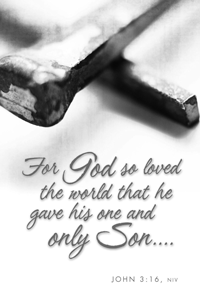 For God so loved
the world that he
gave his one and
only Son....
JOHN 3:16, NIV